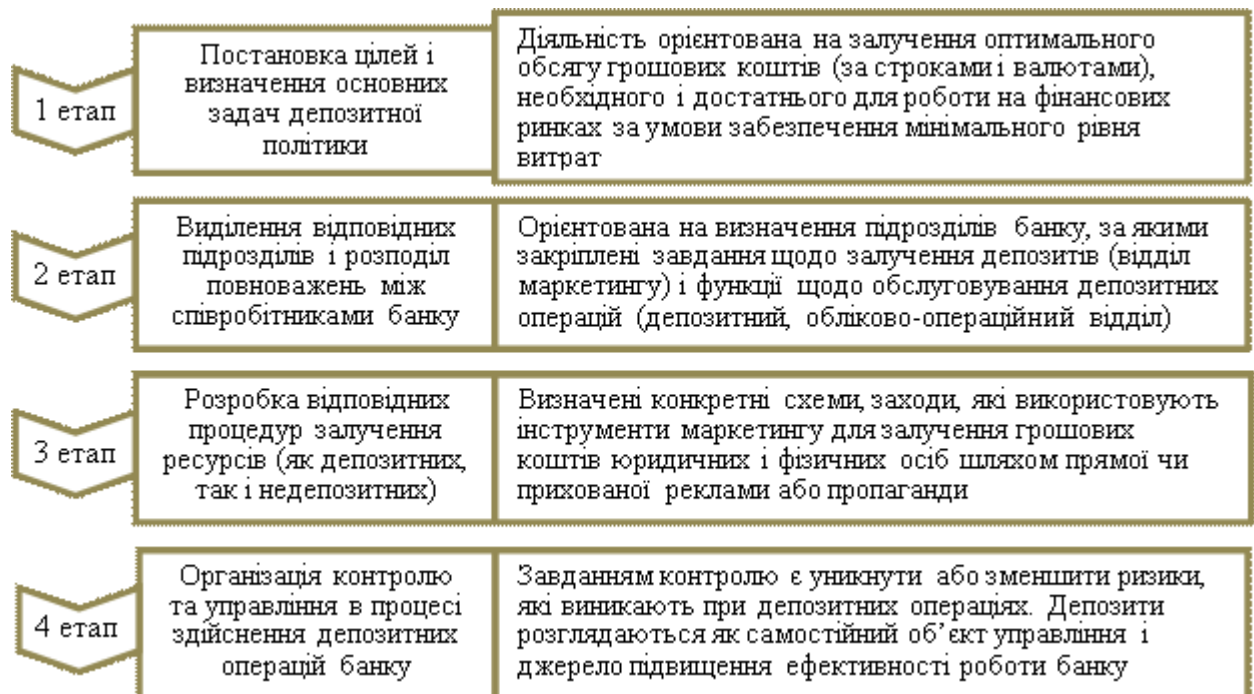 1 етап
Постановка цілей і
визначення основних
задач депозитної
політики
Діяльність орієнтована на залучення оптимального
обсягу грошових коштів (за строками і валютами),
необхідного і достатнього для роботи на фінансових
ринках за умови забезпечення мінімального рівня
витрат
2 етап
Виділення відповідних
підрозділів і розподіл
повноважень між
співробітниками банку
Орієнтована на визначення підрозділів банку, за якими
закріплені завдання щодо залучення депозитів (відділ
маркетингу) і функції щодо обслуговування депозитних
операцій (депозитний, обліково-операційний відділ)
3 етап
Розробка відповідних
процедур залучення
ресурсів (як депозитних,
так і недепозитних)
Визначені конкретні схеми, заходи, які використовують
інструменти маркетингу для залучення грошових
коштів юридичних і фізичних осіб шляхом прямої чи
прихованої реклами або пропаганди
4 етап
Організація контролю
та управління в процесі
здійснення депозитних
операцій банку
Завданням контролю є уникнути або зменшити ризики,
які виникають при депозитних операціях. Депозити
розглядаються як самостійний об’єкт управління і
джерело підвищення ефективності роботи банку